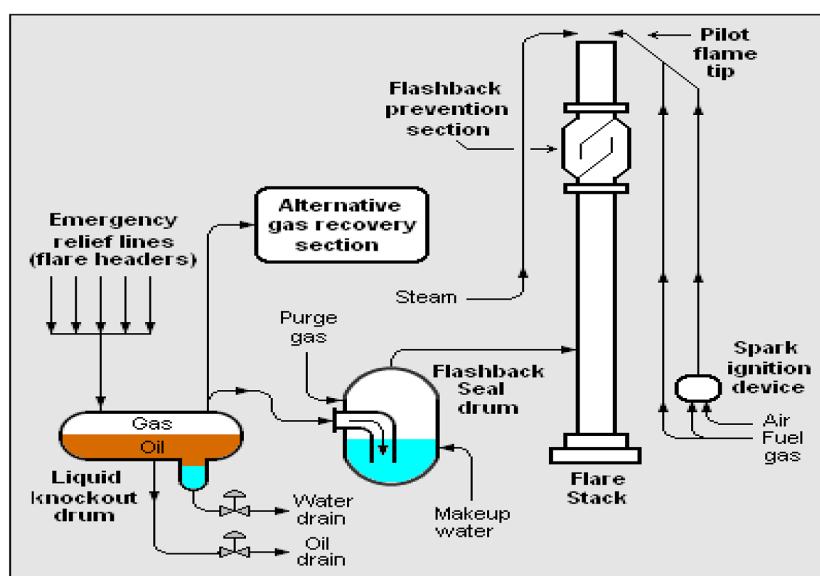 Pilot
flame
tip
Flashback
prevention
section
Alternative
gas recovery
section
Emergency
relief lines
(flare headers)
Steam
Purge
gas
Flashback
Seal
drum
Spark
ignition
device
Gas
Oil
Air
Fuel
gas
Liquid
knockout
drum
Water
drain
Oil
drain
Makeup
water
Flare
Stack